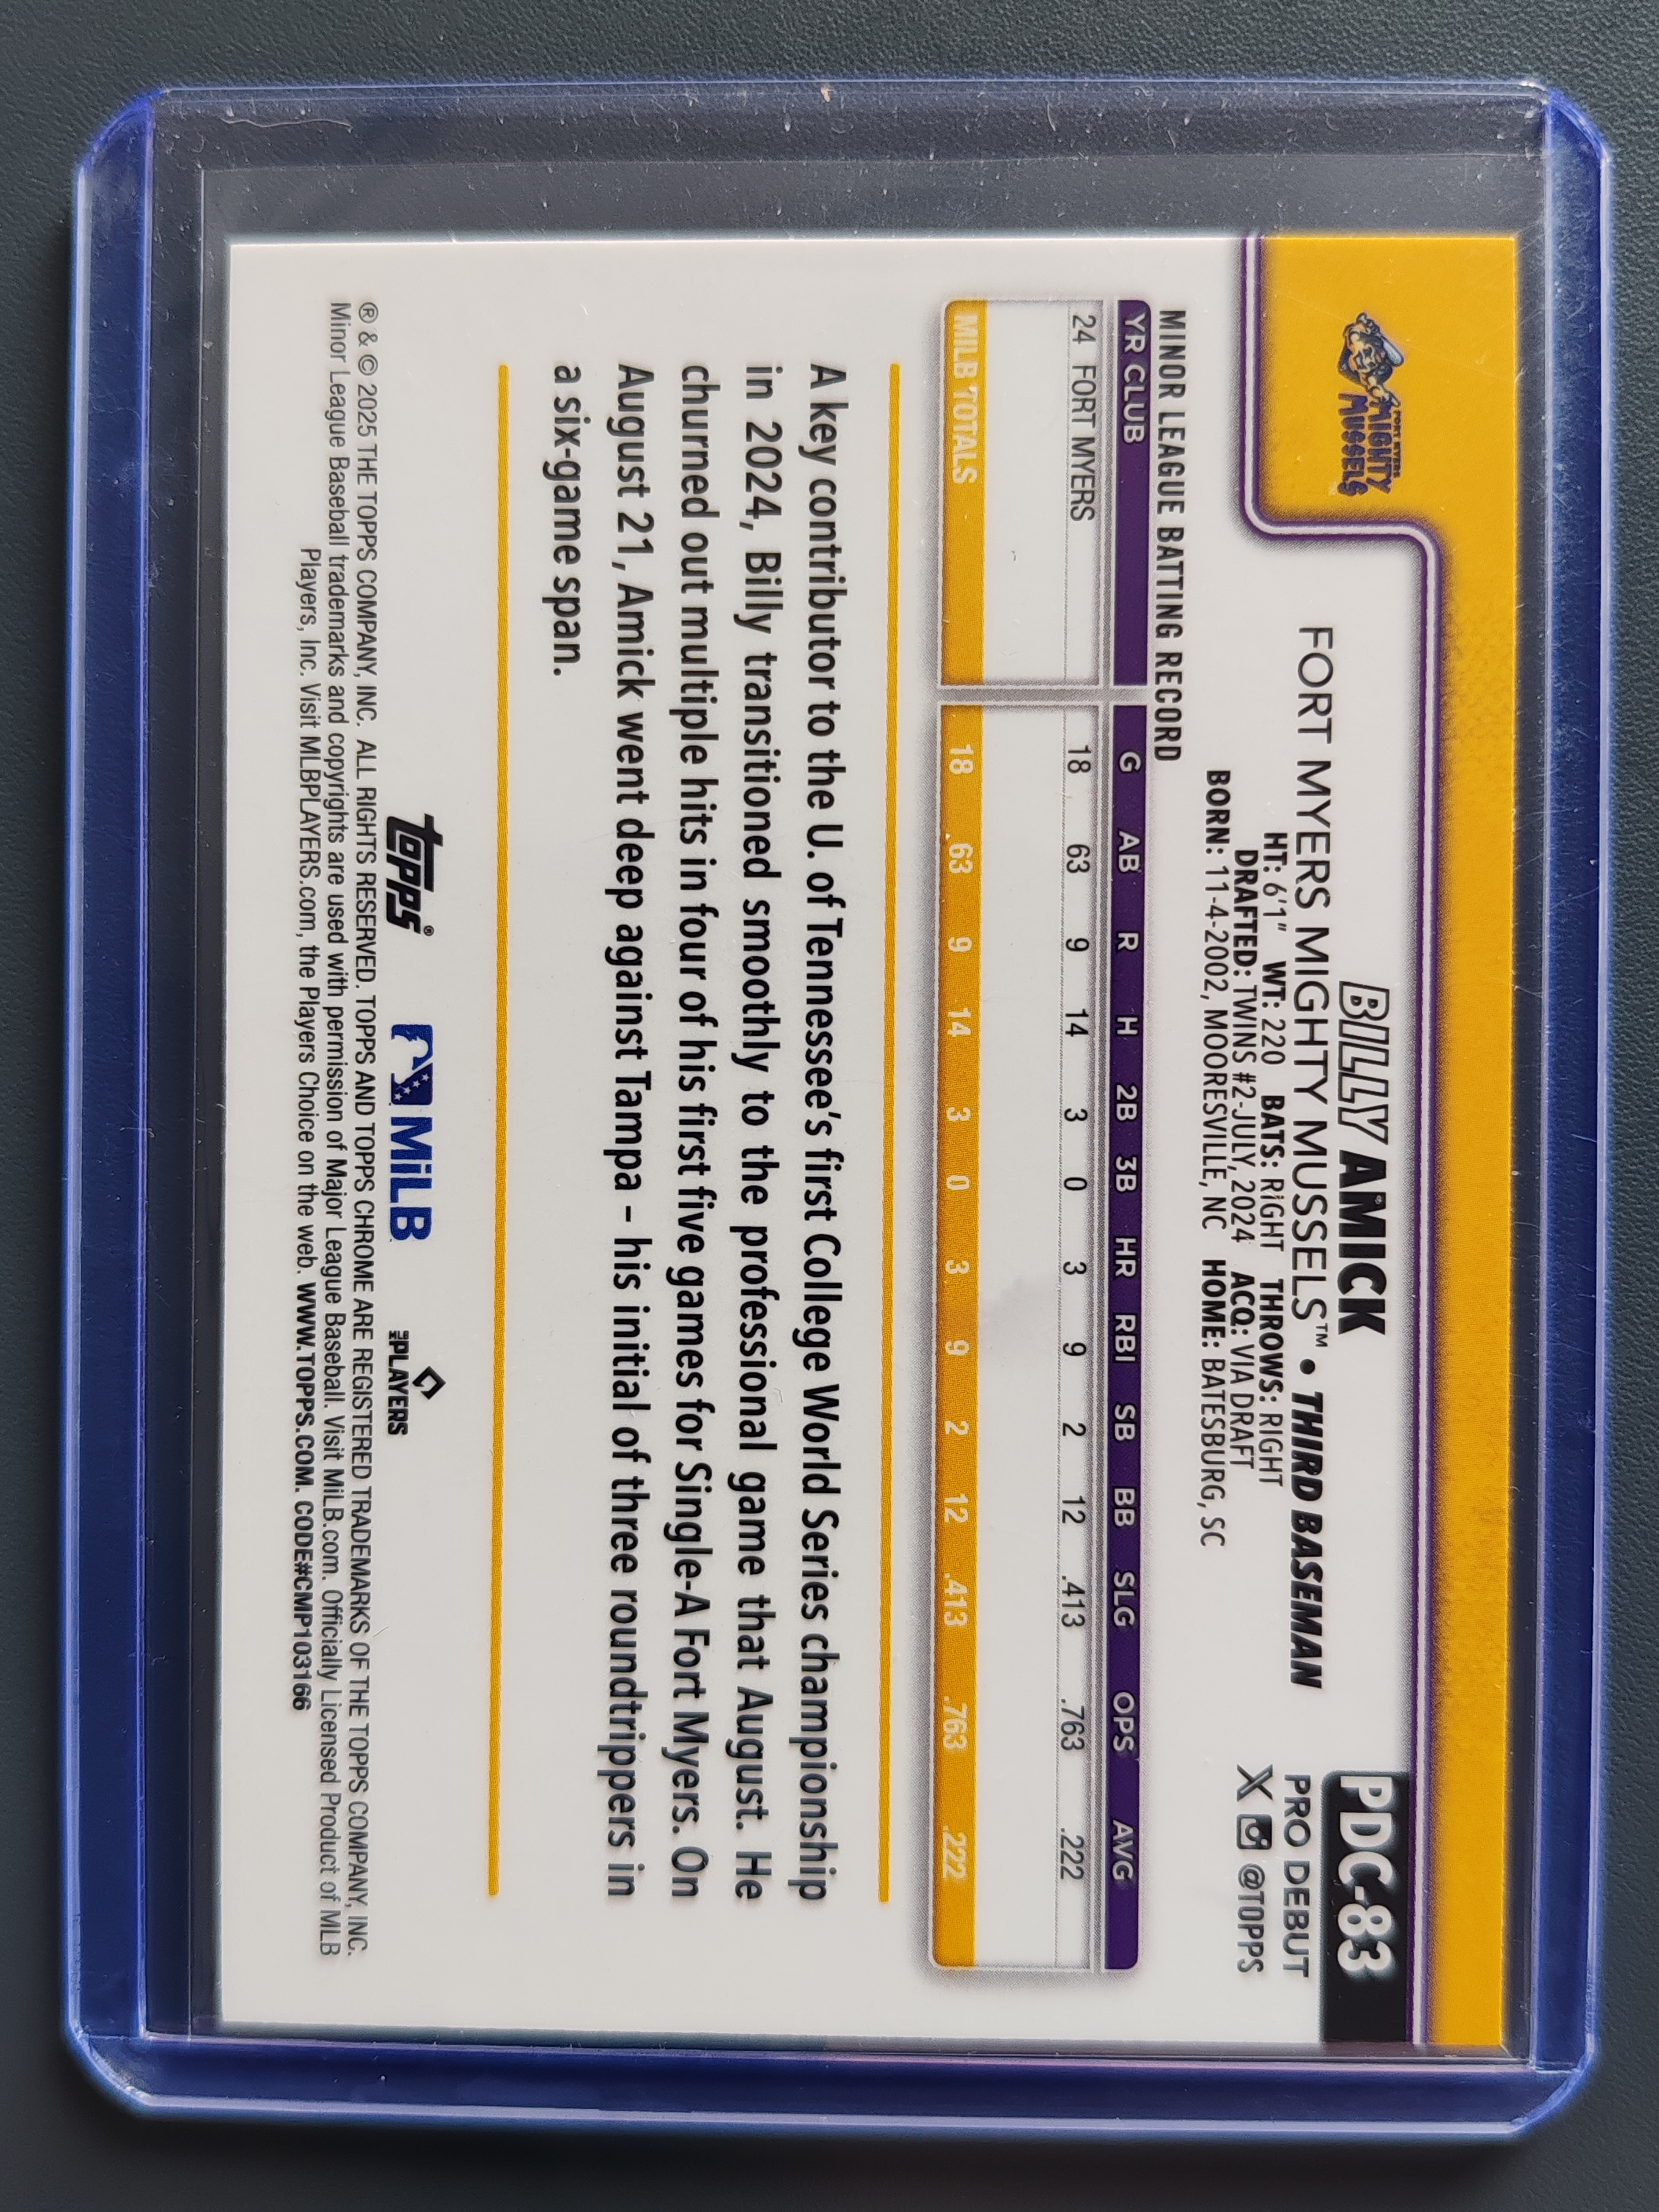 FORT MYERS
MIGHTY
MUSSELS
BILLY AMICK
FORT MYERS MIGHTY MUSSELS™ • THIRD BASEMAN
HT: 6'1" WT: 220 BATS: RIGHT THROWS: RIGHT
DRAFTED: TWINS #2-JULY, 2024 ACQ: VIA DRAFT
BORN: 11-4-2002, MOORESVILLE, NC HOME: BATESBURG, SC
PDC-83
PRO DEBUT
X @TOPPS
MINOR LEAGUE BATTING RECORD
YR CLUB G AB R H 2B 3B HR RBI SB BB SLG OPS AVG
24 FORT MYERS 18 63 9 14 3 0 3 9 2 12 .413 .763 .222
MILB TOTALS 18 63 9 14 3 0 3 9 2 12 .413 .763 .222
A key contributor to the U. of Tennessee's first College World Series championship
in 2024, Billy transitioned smoothly to the professional game that August. He
churned out multiple hits in four of his first five games for Single-A Fort Myers. On
August 21, Amick went deep against Tampa – his initial of three roundtrippers in
a six-game span.
topps®
MiLB
MLB PLAYERS
® & © 2025 THE TOPPS COMPANY, INC. ALL RIGHTS RESERVED. TOPPS AND TOPPS CHROME ARE REGISTERED TRADEMARKS OF THE TOPPS COMPANY, INC.
Minor League Baseball trademarks and copyrights are used with permission of Major League Baseball. Visit MiLB.com. Officially Licensed Product of MLB
Players, Inc. Visit MLBPLAYERS.com, the Players Choice on the web. WWW.TOPPS.COM. CODE#CMP103166